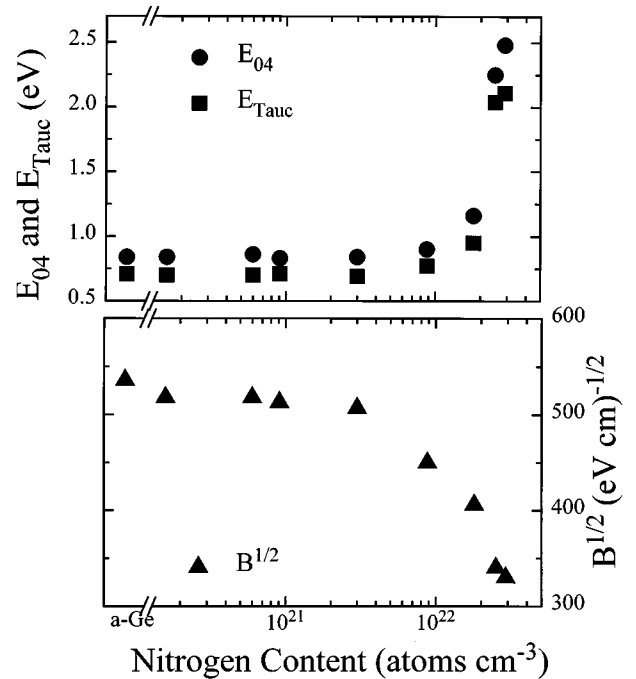 E04 and ETauc (eV)
2.5
2.0
1.5
1.0
0.5
E04
ETauc
600
500
400
300
B1/2 (eV cm)-1/2
B1/2
a-Ge
1021
1022
Nitrogen Content (atoms cm-3)